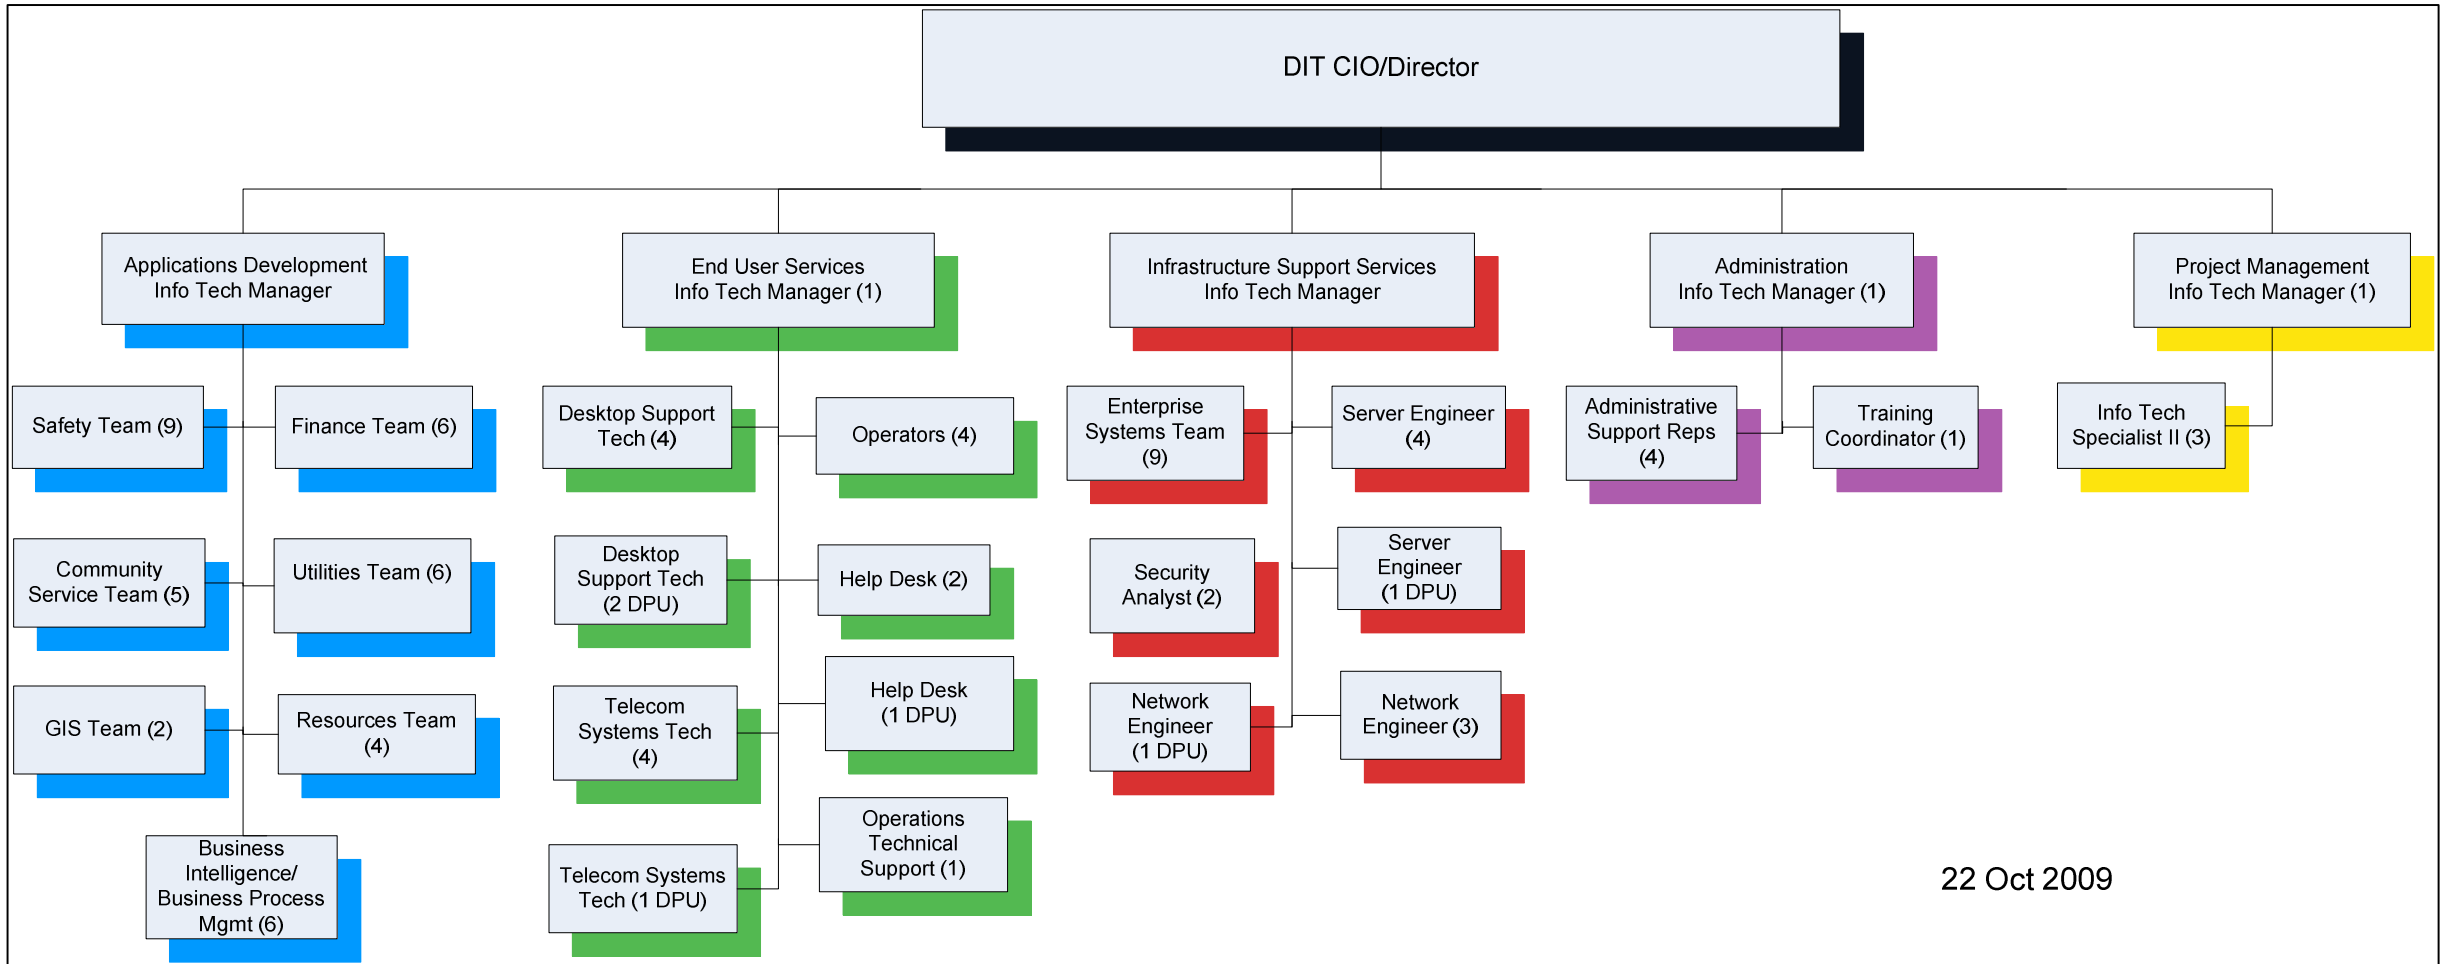 DIT CIO/Director
Applications Development
Info Tech Manager
End User Services
Info Tech Manager (1)
Infrastructure Support Services
Info Tech Manager
Administration
Info Tech Manager (1)
Project Management
Info Tech Manager (1)
Safety Team (9)
Finance Team (6)
Community
Service Team (5)
Utilities Team (6)
GIS Team (2)
Resources Team
(4)
Business
Intelligence/
Business Process
Mgmt (6)
Desktop Support
Tech (4)
Operators (4)
Desktop
Support Tech
(2 DPU)
Help Desk (2)
Telecom
Systems Tech
(4)
Help Desk
(1 DPU)
Telecom Systems
Tech (1 DPU)
Operations
Technical
Support (1)
Enterprise
Systems Team
(9)
Server Engineer
(4)
Security
Analyst (2)
Server
Engineer
(1 DPU)
Network
Engineer
(1 DPU)
Network
Engineer (3)
Administrative
Support Reps
(4)
Training
Coordinator (1)
Info Tech
Specialist II (3)
22 Oct 2009